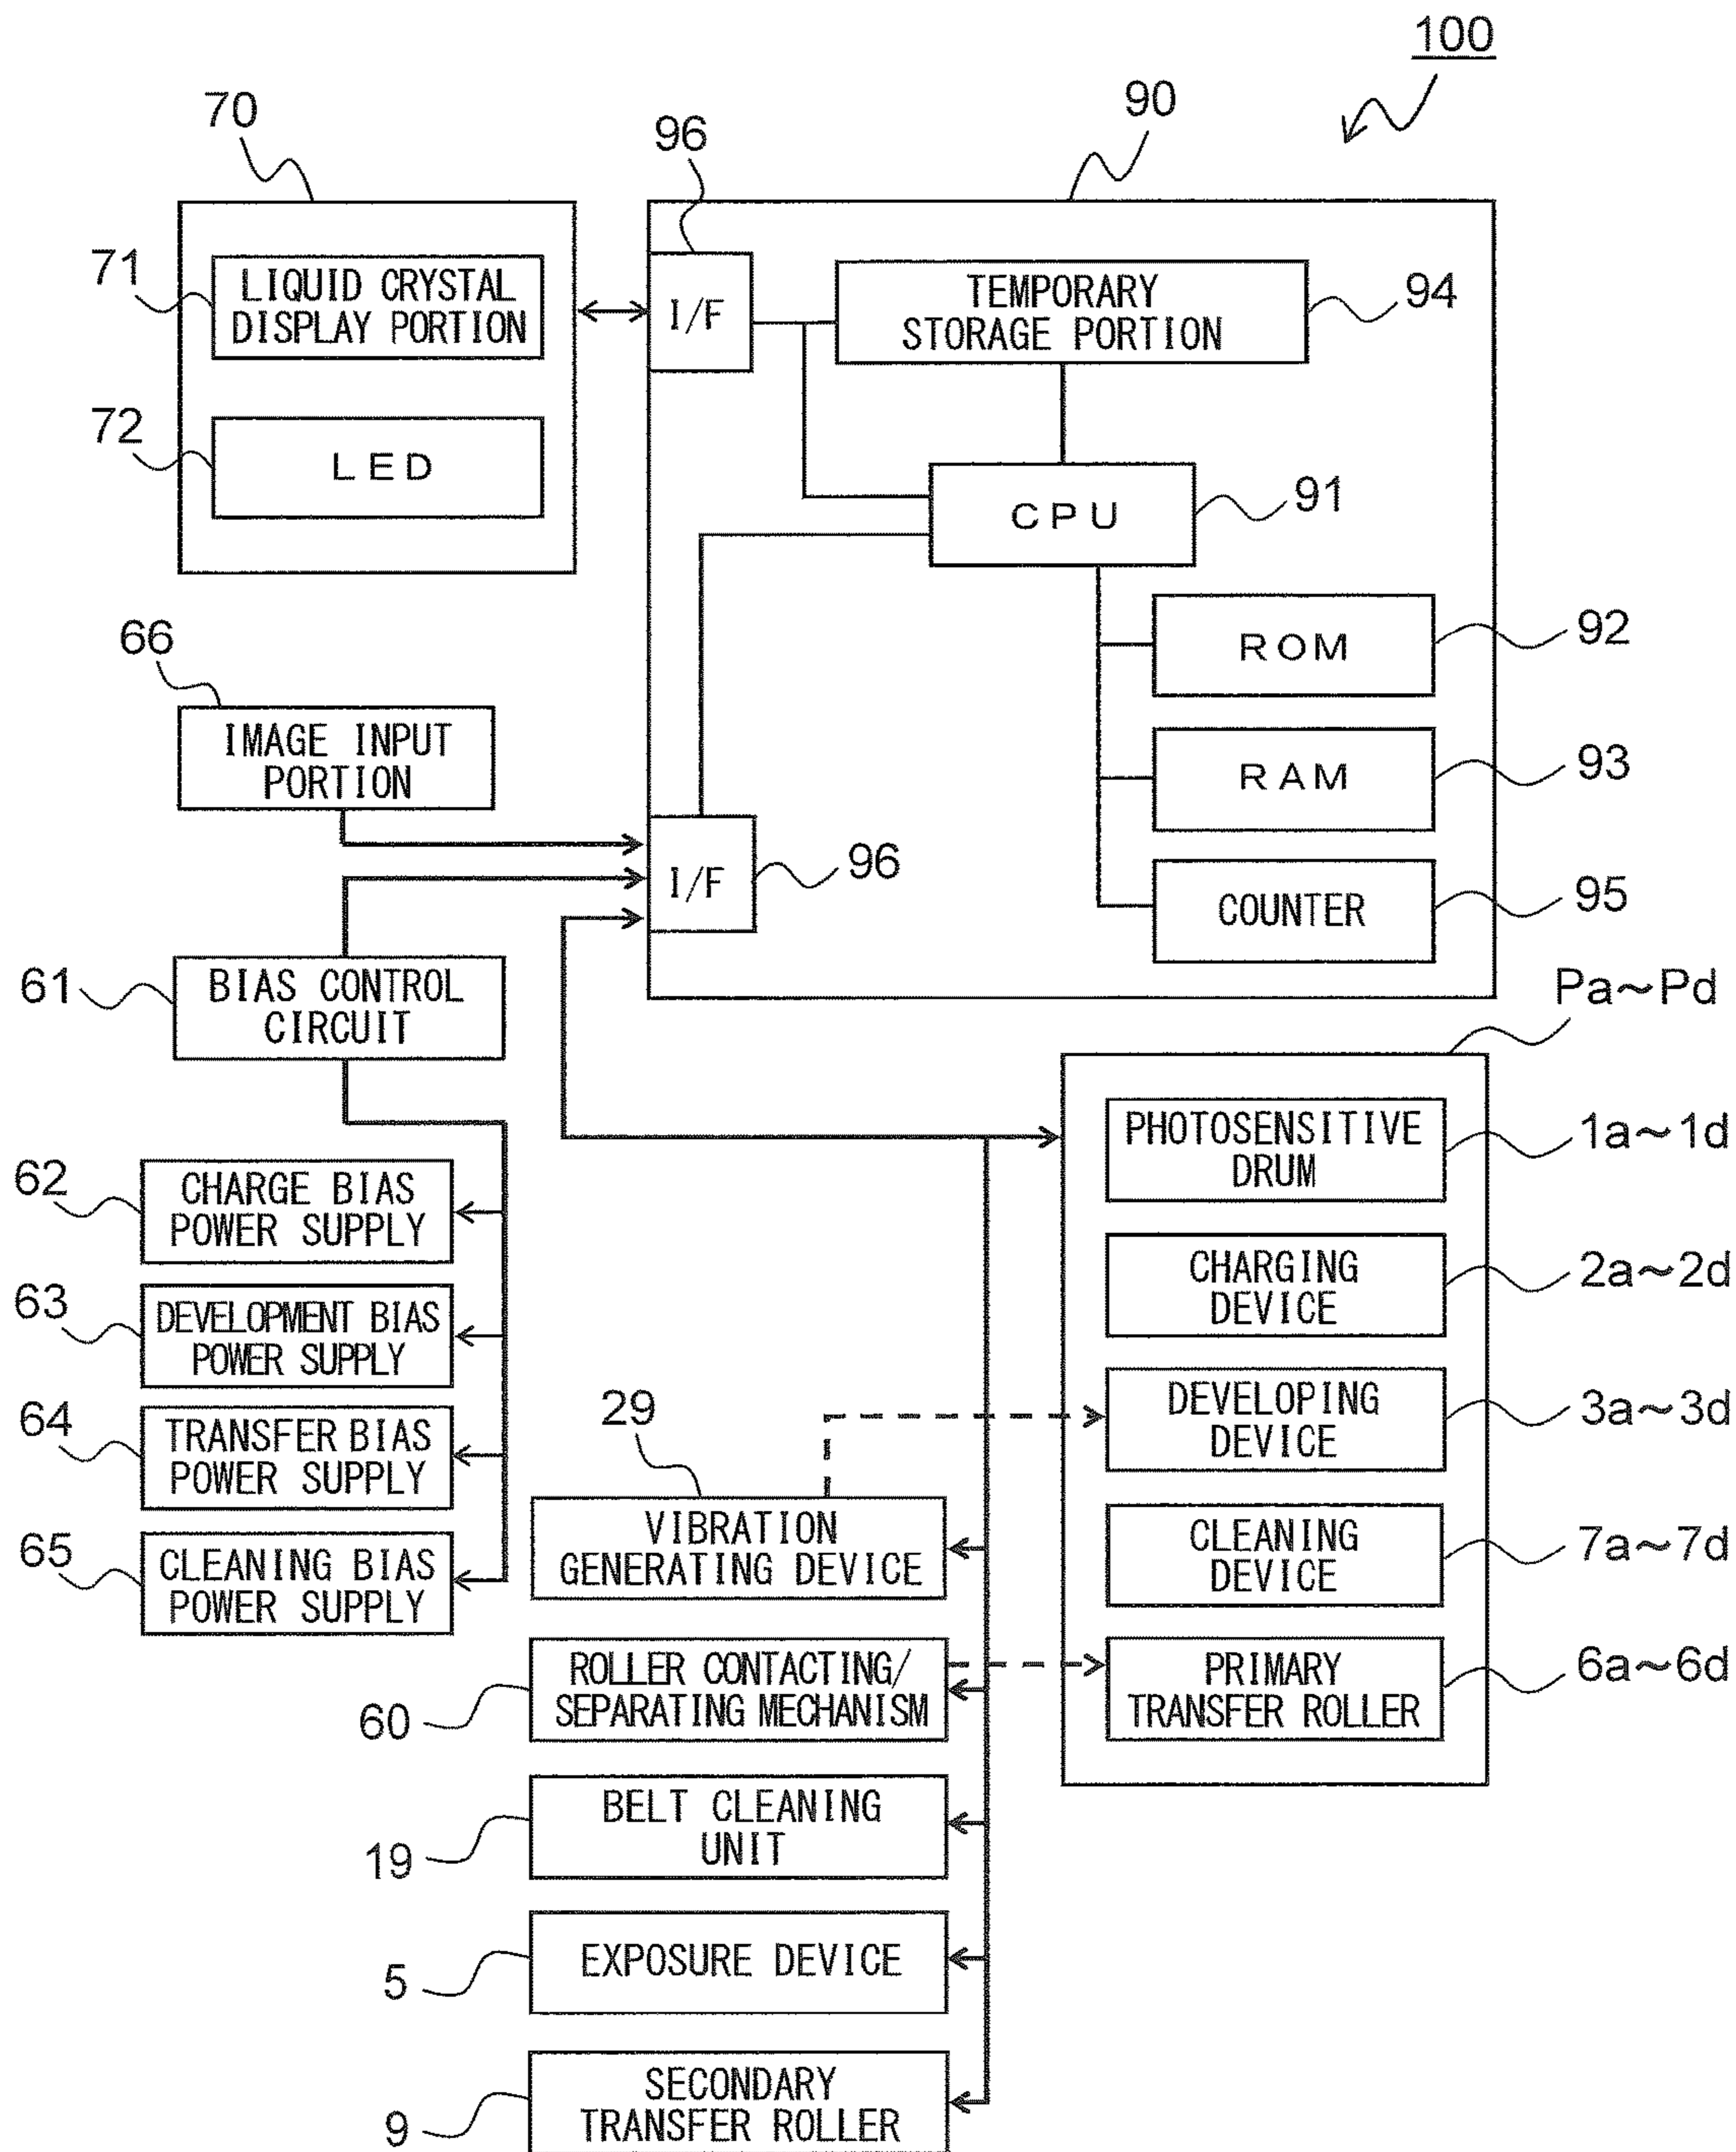 100
70
96
90
71
LIQUID CRYSTAL
DISPLAY PORTION
I/F
TEMPORARY
STORAGE PORTION
94
72
LED
CPU
91
ROM
92
66
IMAGE INPUT
PORTION
RAM
93
I/F
96
COUNTER
95
61
BIAS CONTROL
CIRCUIT
Pa~Pd
PHOTOSENSITIVE
DRUM
1a~1d
62
CHARGE BIAS
POWER SUPPLY
CHARGING
DEVICE
2a~2d
63
DEVELOPMENT BIAS
POWER SUPPLY
29
DEVELOPING
DEVICE
3a~3d
64
TRANSFER BIAS
POWER SUPPLY
VIBRATION
GENERATING DEVICE
CLEANING
DEVICE
7a~7d
65
CLEANING BIAS
POWER SUPPLY
ROLLER CONTACTING/
SEPARATING MECHANISM
60
PRIMARY
TRANSFER ROLLER
6a~6d
BELT CLEANING
UNIT
19
EXPOSURE DEVICE
5
SECONDARY
TRANSFER ROLLER
9